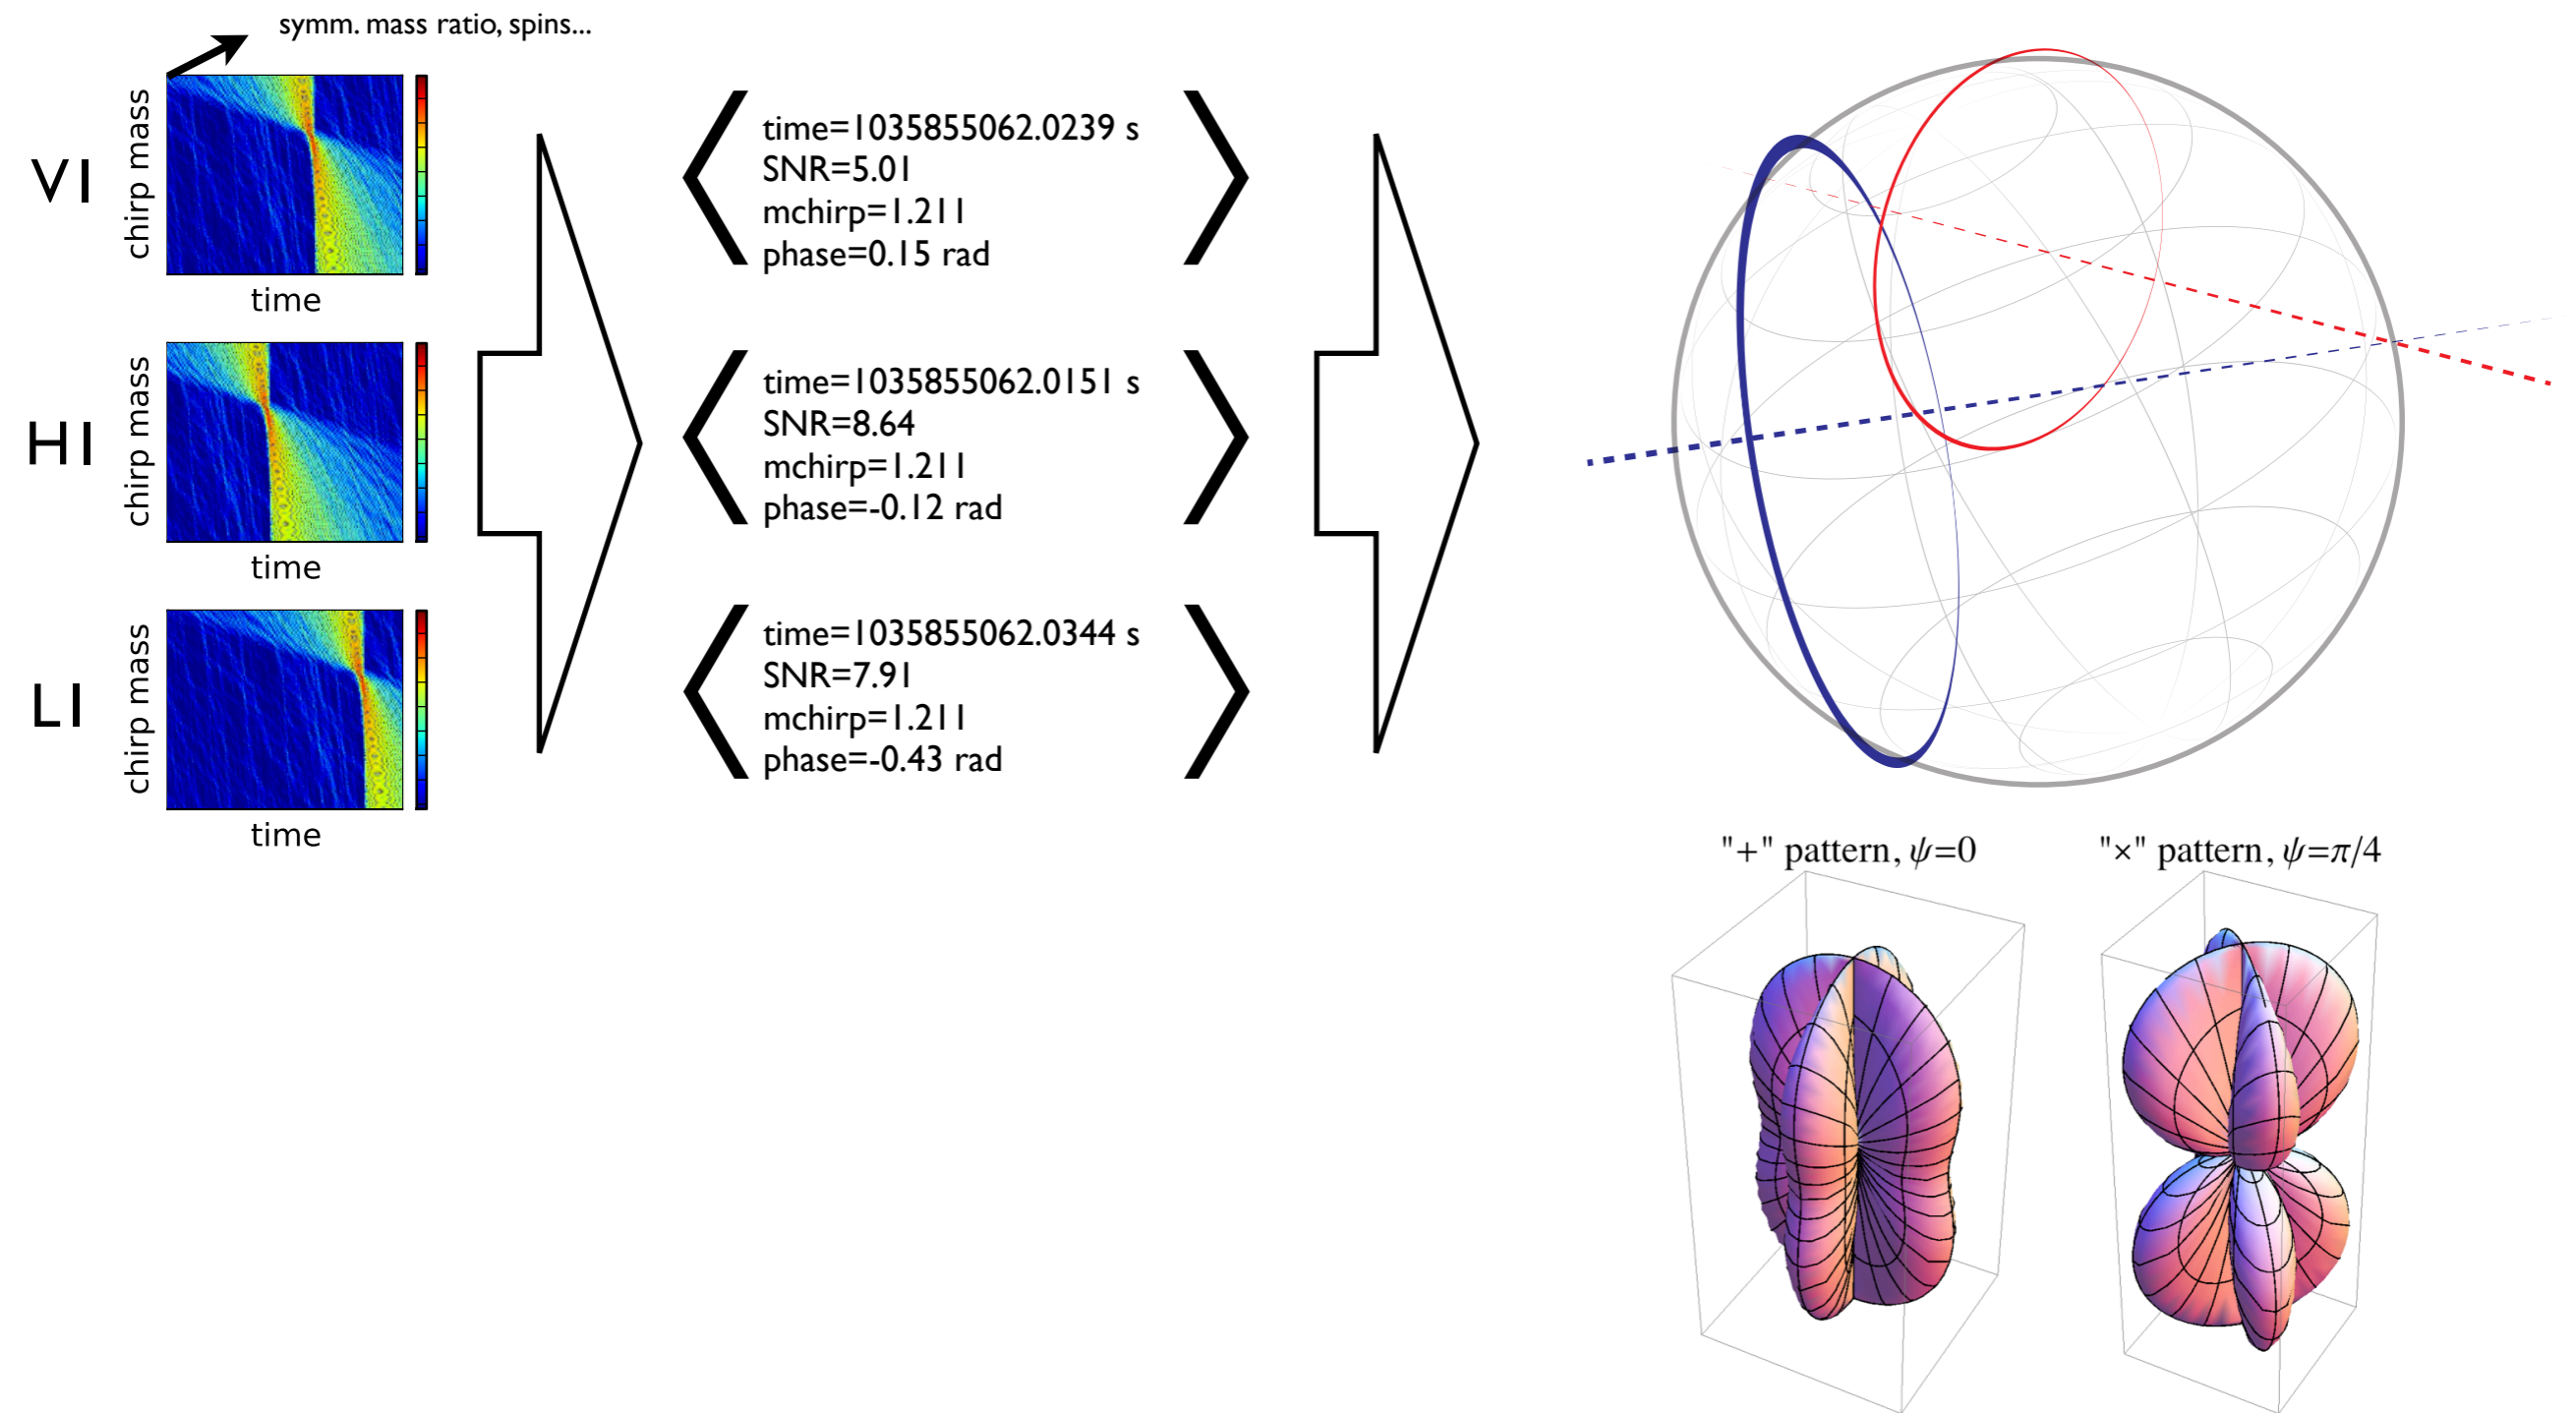 symm. mass ratio, spins...
V1
chirp mass
time
time=1035855062.0239 s
SNR=5.01
mchirp=1.211
phase=0.15 rad
H1
chirp mass
time
time=1035855062.0151 s
SNR=8.64
mchirp=1.211
phase=-0.12 rad
L1
chirp mass
time
time=1035855062.0344 s
SNR=7.91
mchirp=1.211
phase=-0.43 rad
"+" pattern, ψ=0
"×" pattern, ψ=π/4